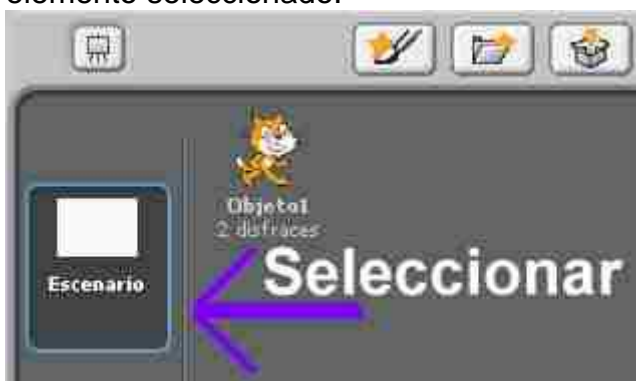 elemento seleccionado.
Objeto1
2 disfraces
Escenario
Seleccionar